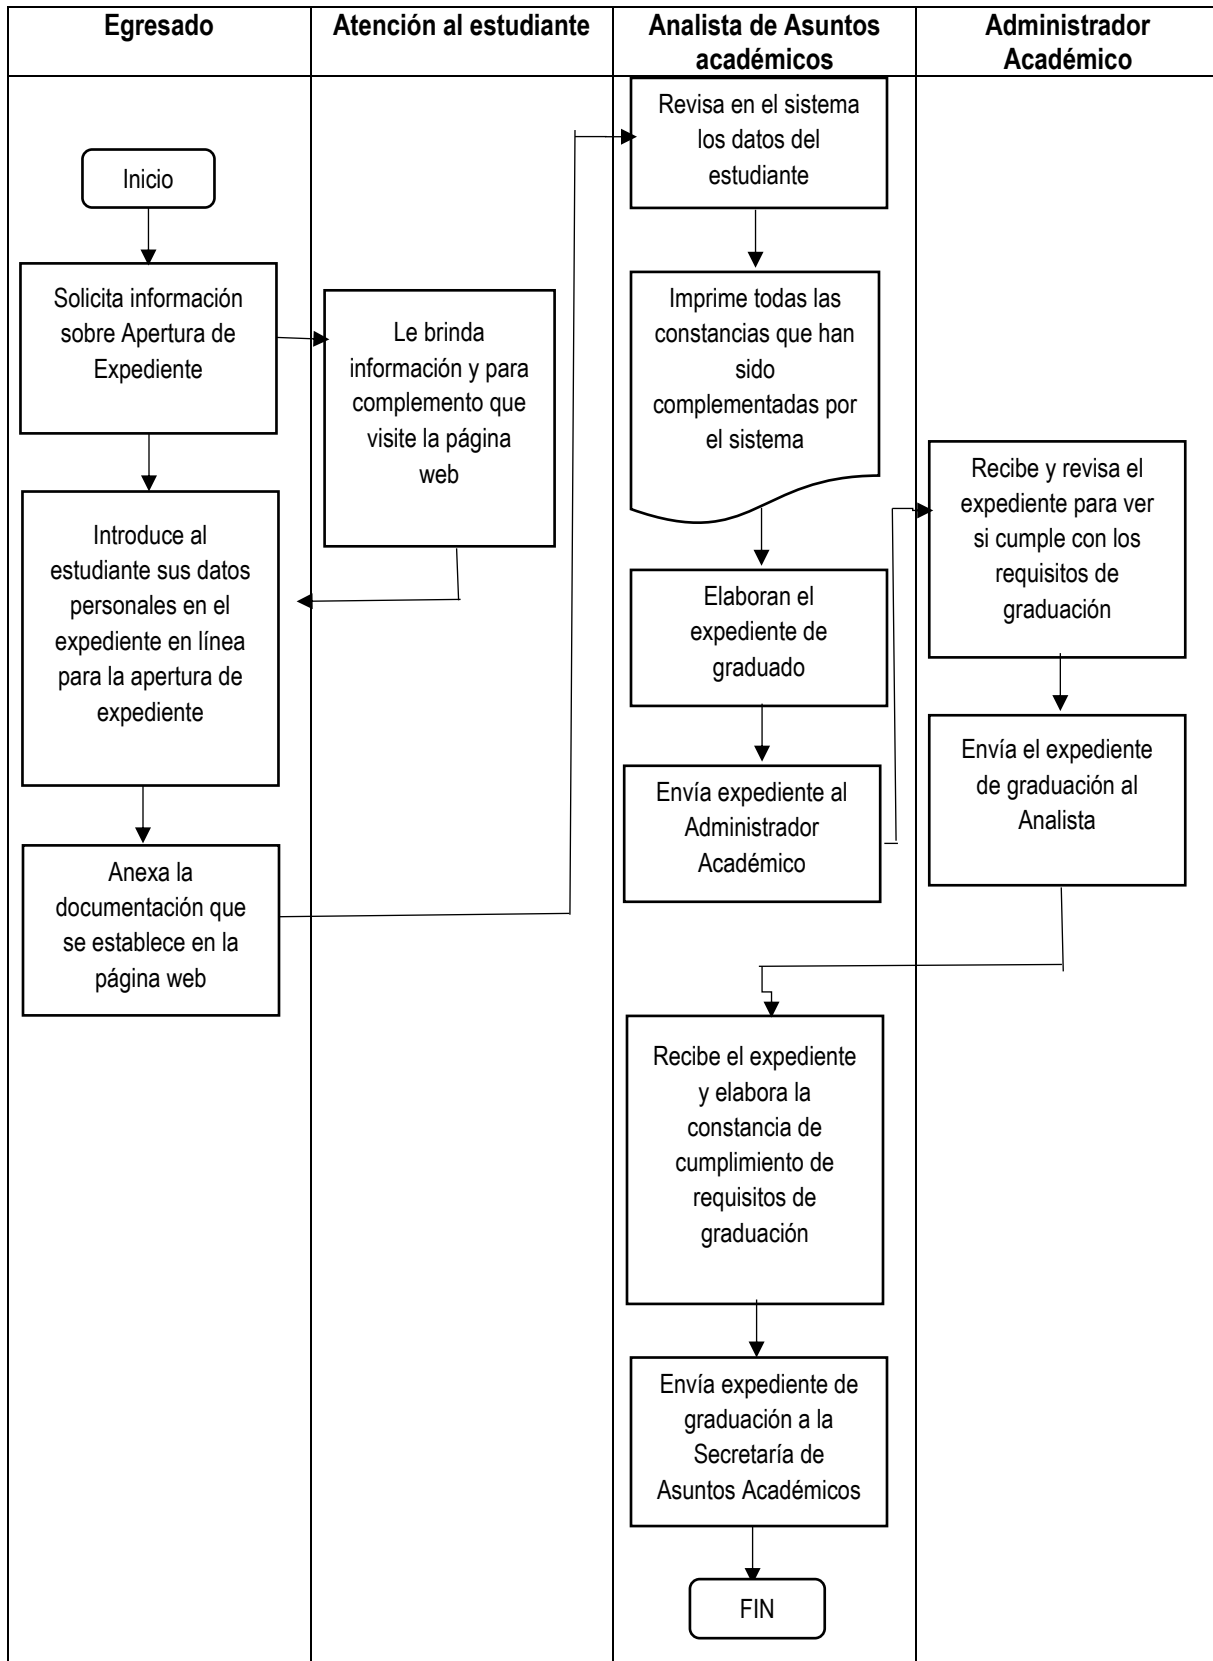 Egresado
Atención al estudiante
Analista de Asuntos
académicos
Administrador
Académico
Inicio
Solicita información
sobre Apertura de
Expediente
Le brinda
información y para
complemento que
visite la página
web
Introduce al
estudiante sus datos
personales en el
expediente en línea
para la apertura de
expediente
Anexa la
documentación que
se establece en la
página web
Revisa en el sistema
los datos del
estudiante
Imprime todas las
constancias que han
sido
complementadas por
el sistema
Elaboran el
expediente de
graduado
Envía expediente al
Administrador
Académico
Recibe y revisa el
expediente para ver
si cumple con los
requisitos de
graduación
Envía el expediente
de graduación al
Analista
Recibe el expediente
y elabora la
constancia de
cumplimiento de
requisitos de
graduación
Envía expediente de
graduación a la
Secretaría de
Asuntos Académicos
FIN